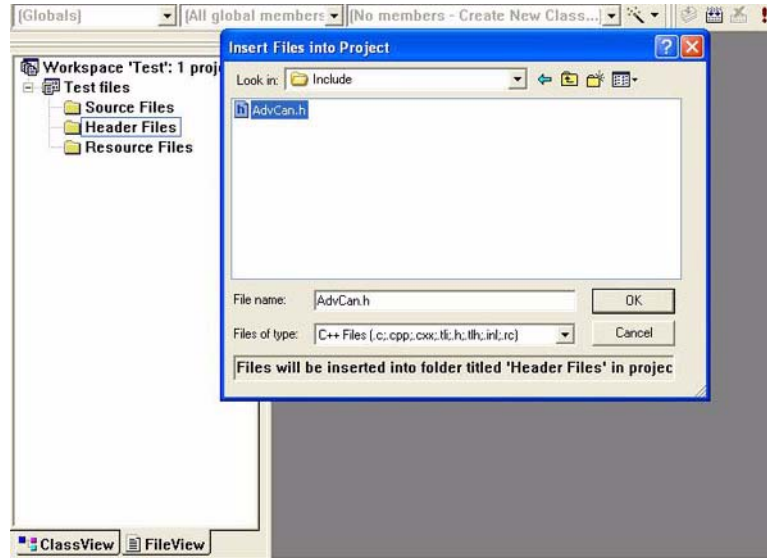 (Globals)
(All global members
(No members - Create New Class...)
Workspace 'Test': 1 proj
Test files
Source Files
Header Files
Resource Files
ClassView
FileView
Insert Files into Project
Look in:
Include
AdvCan.h
File name:
AdvCan.h
OK
Files of type:
C++ Files (.c;.cpp;.cxx;.tli;.h;.tlh;.inl;.rc)
Cancel
Files will be inserted into folder titled 'Header Files' in projec